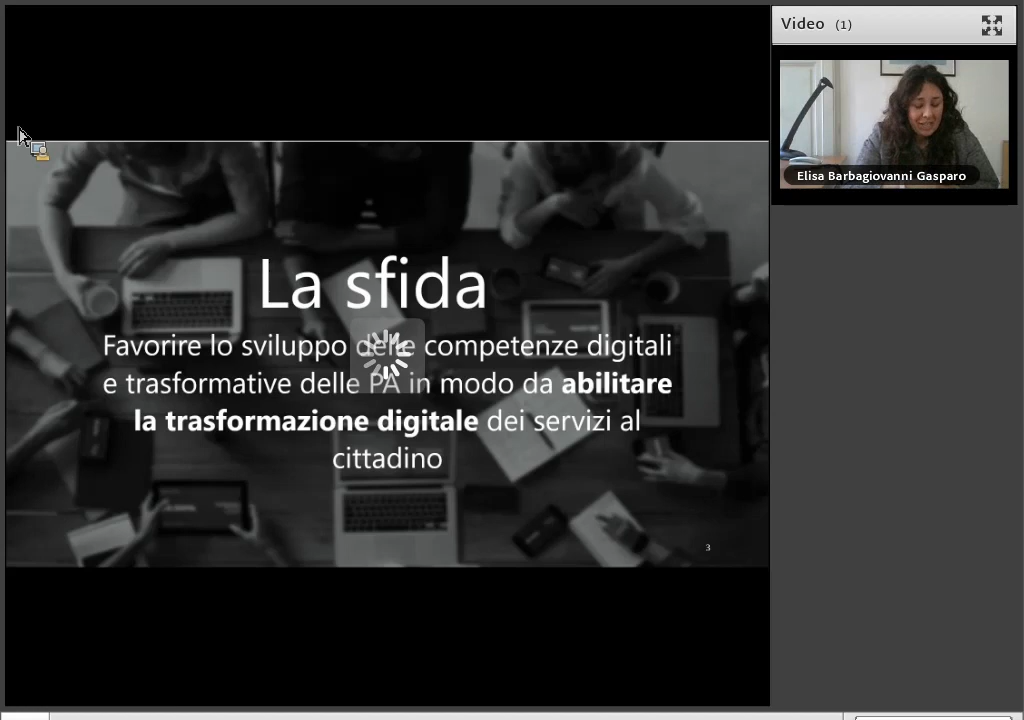 Video (1)
Elisa Barbagiovanni Gasparo
La sfida
Favorire lo sviluppo delle competenze digitali
e trasformative delle PA in modo da abilitare
la trasformazione digitale dei servizi al
cittadino
3